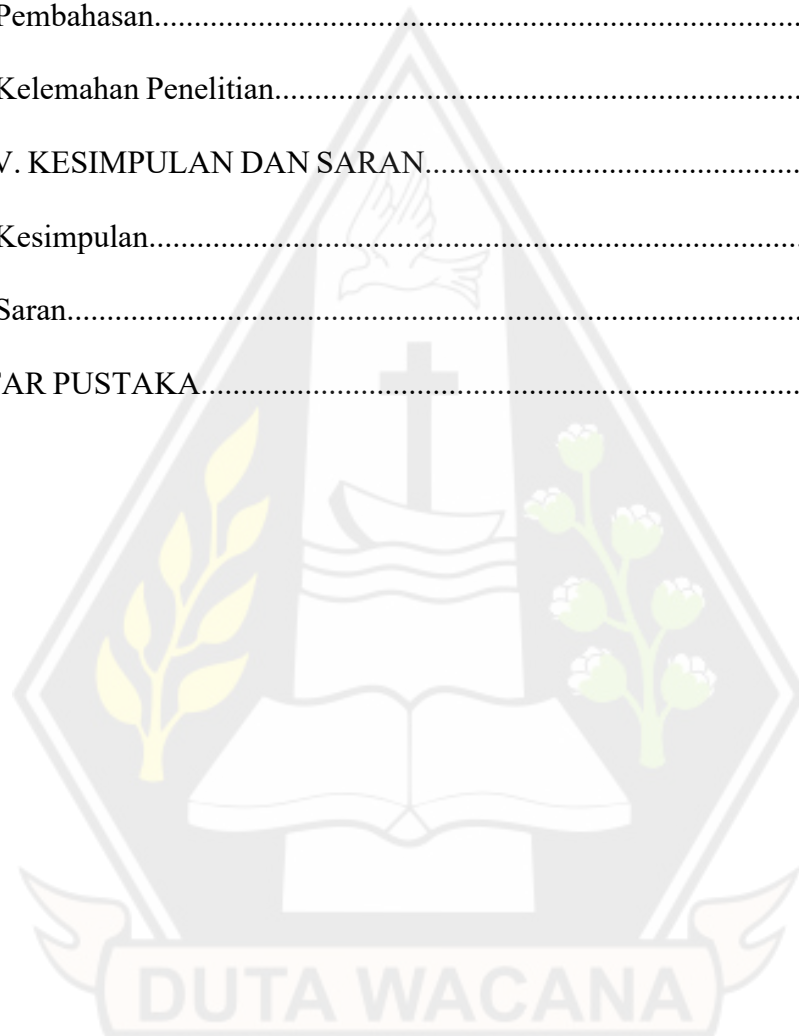 Pembahasan................................................................................
Kelemahan Penelitian.................................................................
V. KESIMPULAN DAN SARAN...............................................
Kesimpulan.................................................................................
Saran...........................................................................................
AR PUSTAKA...........................................................................
DUTA WACANA